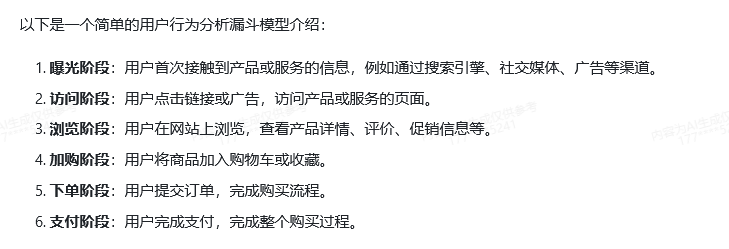 以下是一个简单的用户行为分析漏斗模型介绍：
1. 曝光阶段：用户首次接触到产品或服务的信息，例如通过搜索引擎、社交媒体、广告等渠道。
2. 访问阶段：用户点击链接或广告，访问产品或服务的页面。
3. 浏览阶段：用户在网站上浏览，查看产品详情、评价、促销信息等。
4. 加购阶段：用户将商品加入购物车或收藏。
5. 下单阶段：用户提交订单，完成购买流程。
6. 支付阶段：用户完成支付，完成整个购买过程。